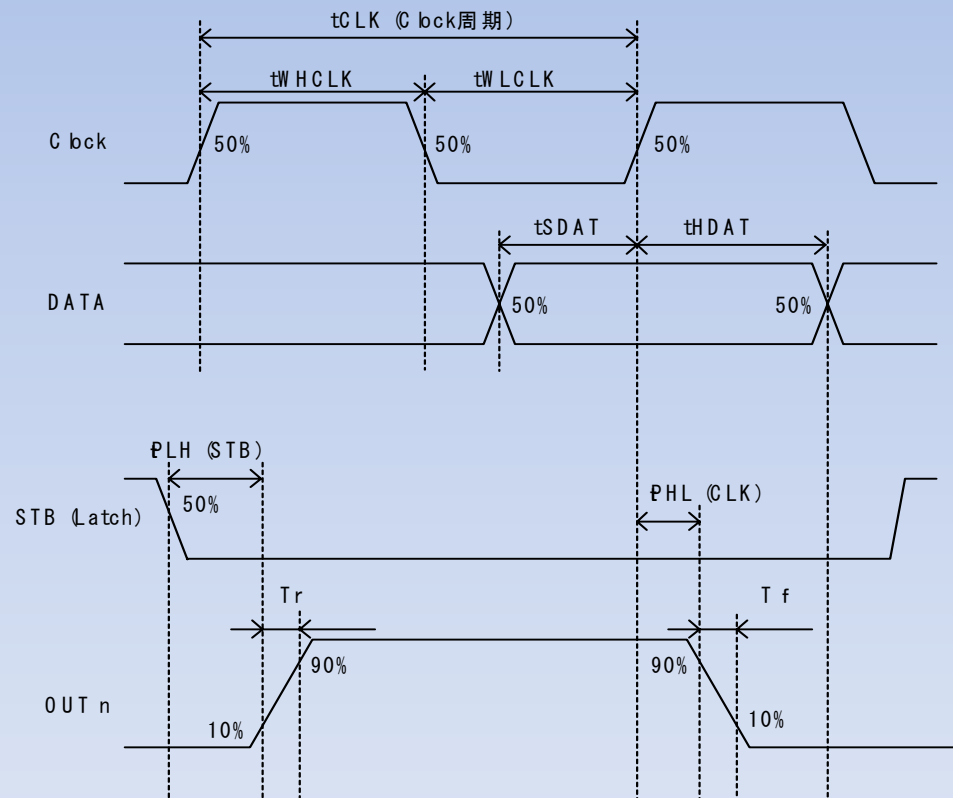 tCLK (Clock周期)
tWHCLK
tWLCLK
Clock
50%
50%
50%
tSDAT
tHDAT
DATA
50%
50%
tPLH (STB)
50%
tPHL (CLK)
STB (Latch)
Tr
Tf
90%
90%
OUTn
10%
10%